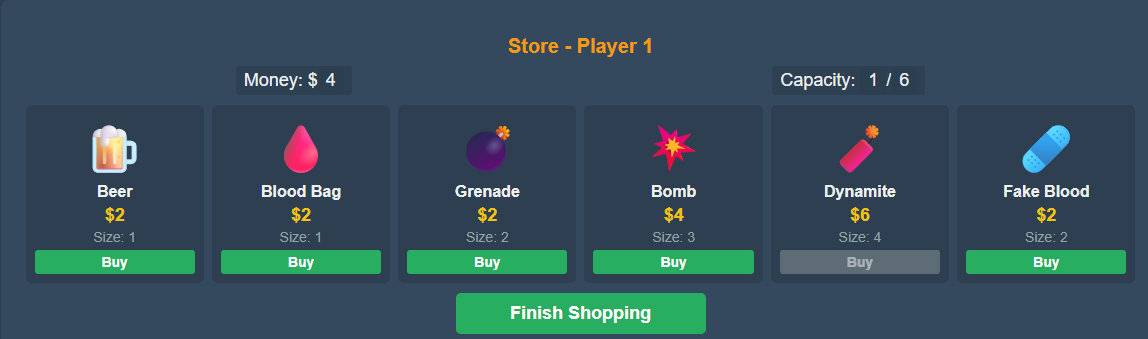 Store - Player 1
Money: $ 4
Capacity: 1 / 6
Beer
$2
Size: 1
Buy
Blood Bag
$2
Size: 1
Buy
Grenade
$2
Size: 2
Buy
Bomb
$4
Size: 3
Buy
Dynamite
$6
Size: 4
Buy
Fake Blood
$2
Size: 2
Buy
Finish Shopping